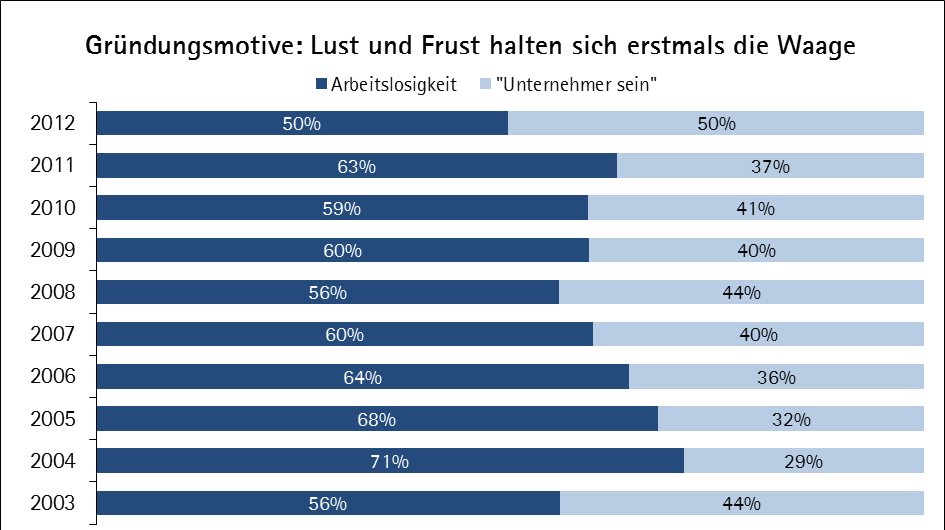 Gründungsmotive: Lust und Frust halten sich erstmals die Waage
Arbeitslosigkeit "Unternehmer sein"
2012 50% 50%
2011 63% 37%
2010 59% 41%
2009 60% 40%
2008 56% 44%
2007 60% 40%
2006 64% 36%
2005 68% 32%
2004 71% 29%
2003 56% 44%